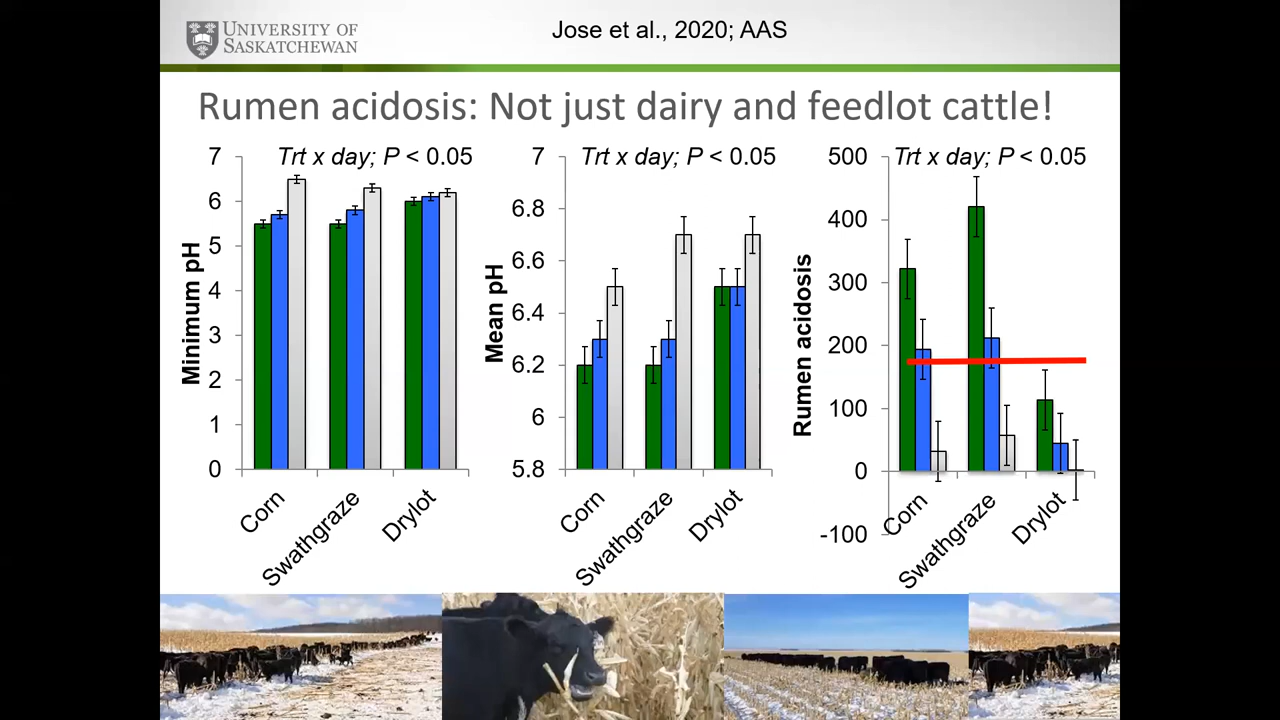 UNIVERSITY OF
SASKATCHEWAN
Jose et al., 2020; AAS
Rumen acidosis: Not just dairy and feedlot cattle!
Trt x day; P < 0.05
Minimum pH
7
6
5
4
3
2
1
0
Corn
Swathgraze
Drylot
Trt x day; P < 0.05
Mean pH
7
6.8
6.6
6.4
6.2
6
5.8
Corn
Swathgraze
Drylot
Trt x day; P < 0.05
Rumen acidosis
500
400
300
200
100
0
-100
Corn
Swathgraze
Drylot